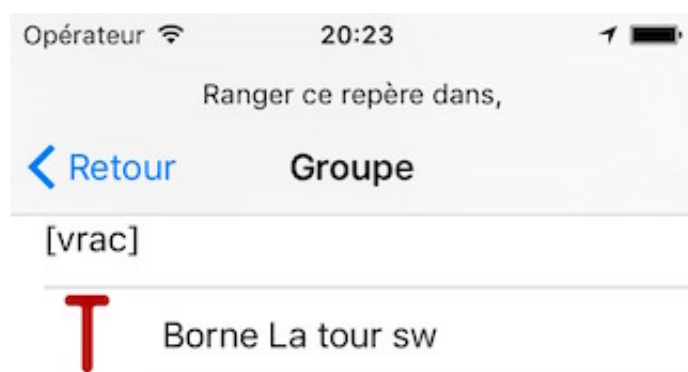 Opérateur 20:23
Ranger ce repère dans,
Retour Groupe
[vrac]
T Borne La tour sw